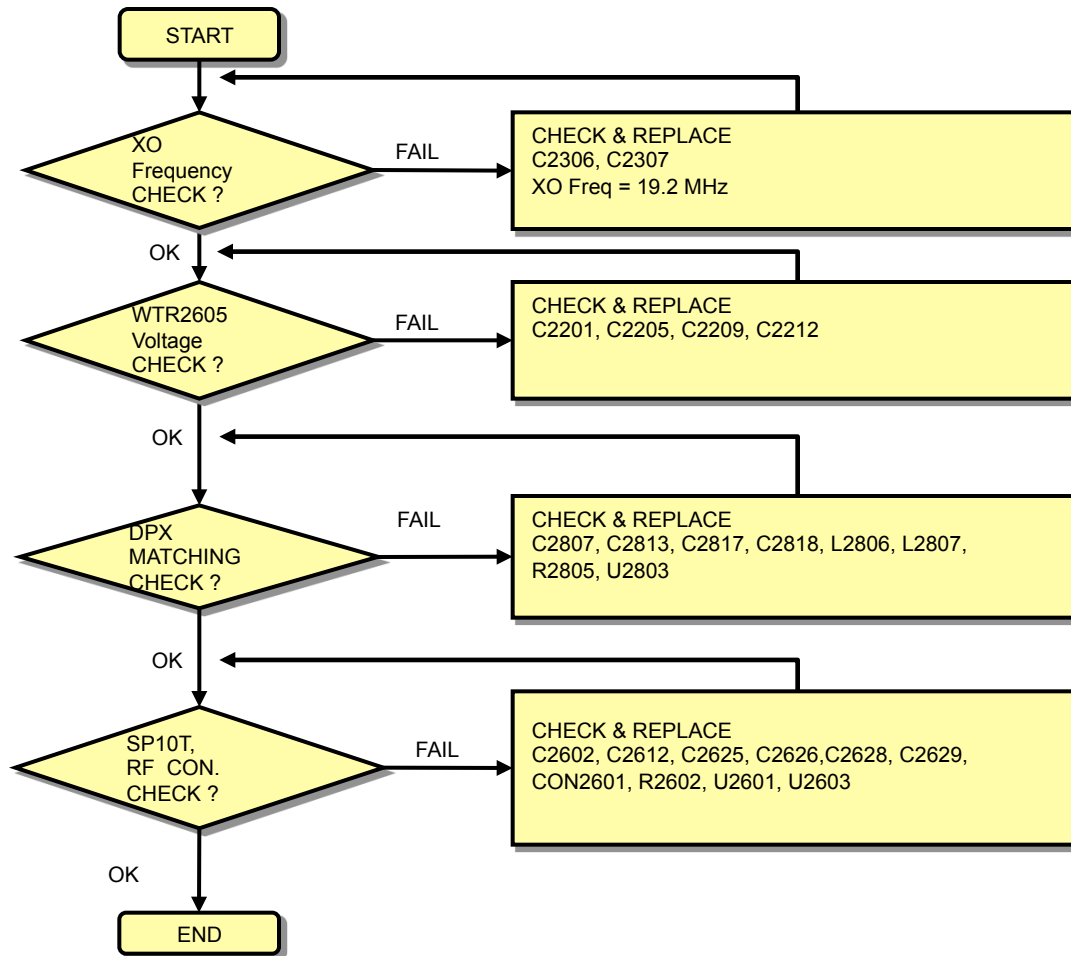 START
XO
Frequency
CHECK ?
FAIL
CHECK & REPLACE
C2306, C2307
XO Freq = 19.2 MHz
OK
WTR2605
Voltage
CHECK ?
FAIL
CHECK & REPLACE
C2201, C2205, C2209, C2212
OK
DPX
MATCHING
CHECK ?
FAIL
CHECK & REPLACE
C2807, C2813, C2817, C2818, L2806, L2807,
R2805, U2803
OK
SP10T,
RF CON.
CHECK ?
FAIL
CHECK & REPLACE
C2602, C2612, C2625, C2626,C2628, C2629,
CON2601, R2602, U2601, U2603
OK
END